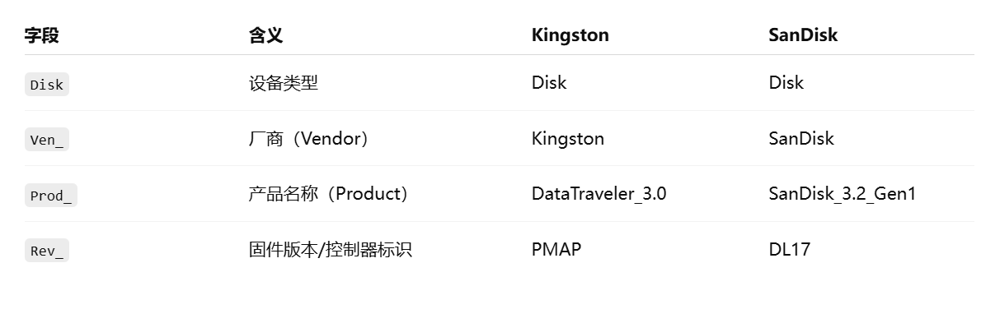 字段 含义 Kingston SanDisk
Disk 设备类型 Disk Disk
Ven_ 厂商（Vendor） Kingston SanDisk
Prod_ 产品名称（Product） DataTraveler_3.0 SanDisk_3.2_Gen1
Rev_ 固件版本/控制器标识 PMAP DL17